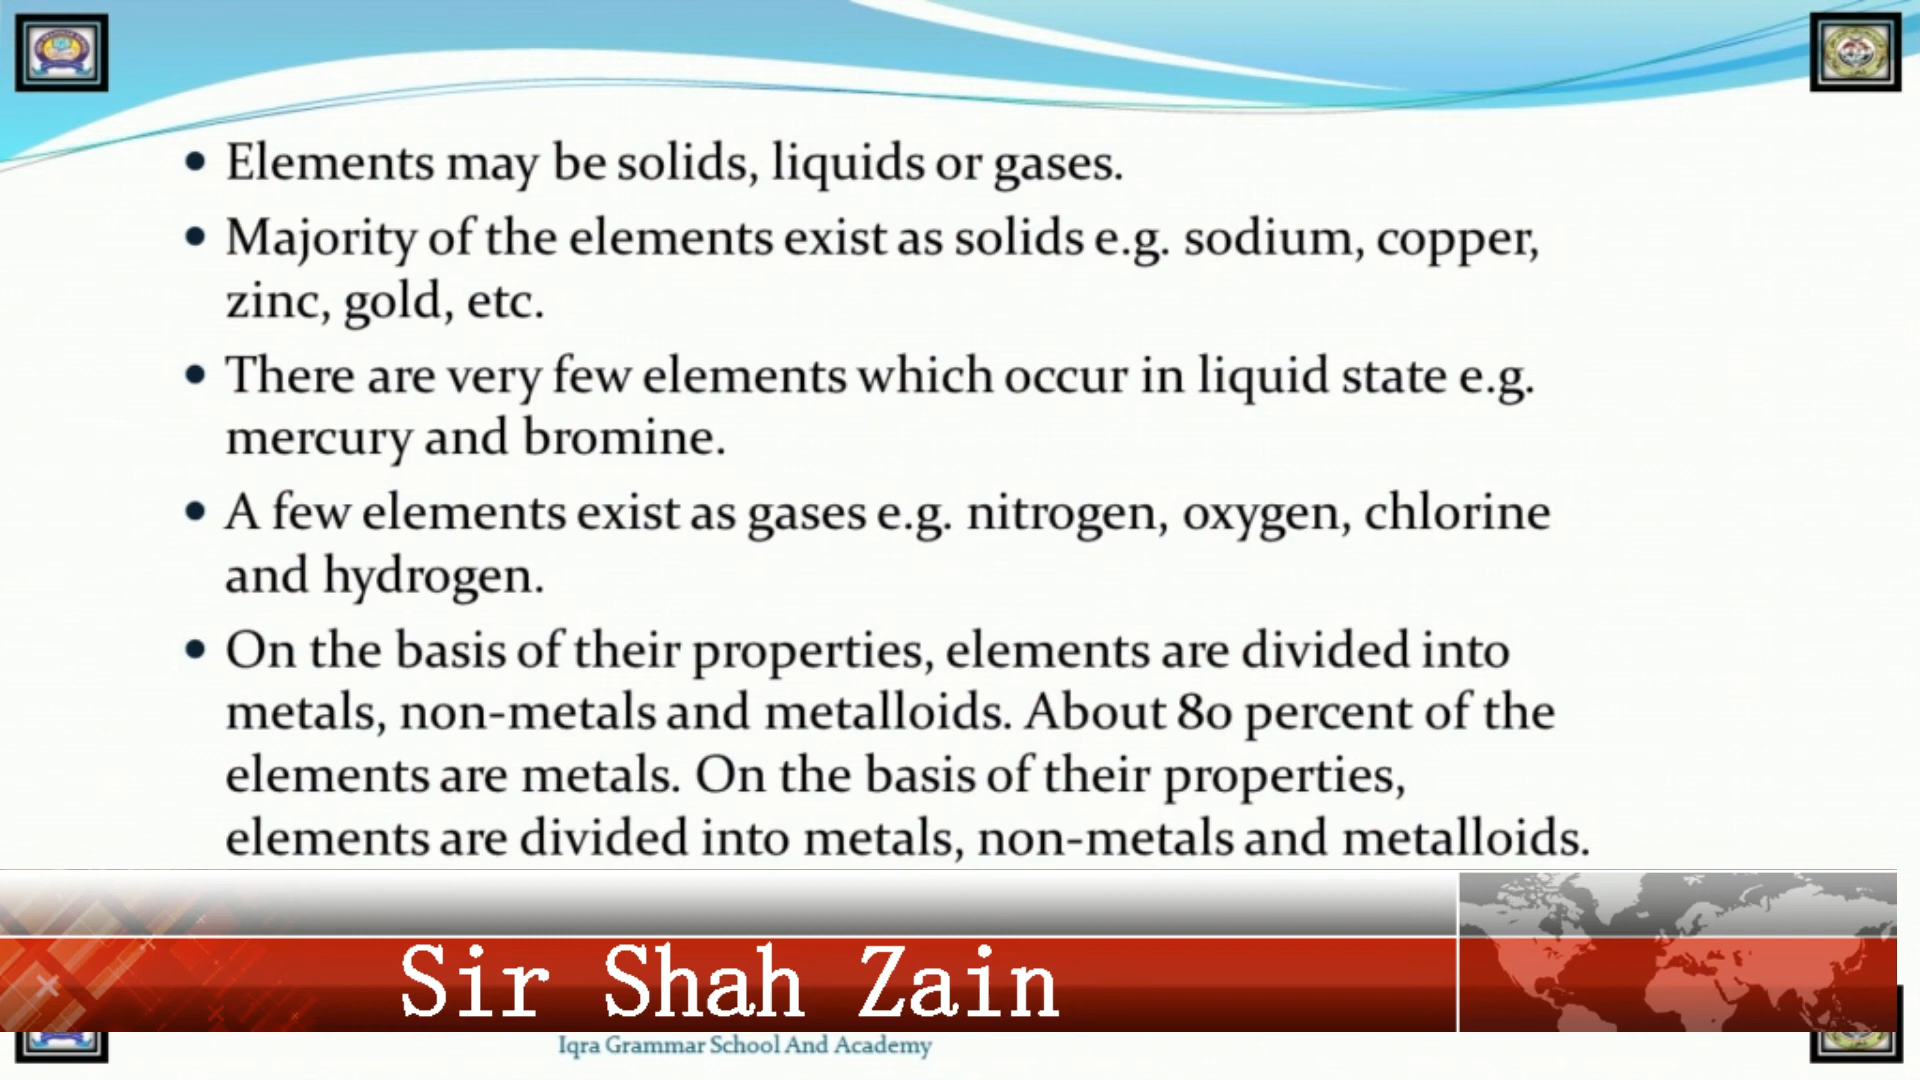 • Elements may be solids, liquids or gases.
• Majority of the elements exist as solids e.g. sodium, copper,
zinc, gold, etc.
• There are very few elements which occur in liquid state e.g.
mercury and bromine.
• A few elements exist as gases e.g. nitrogen, oxygen, chlorine
and hydrogen.
• On the basis of their properties, elements are divided into
metals, non-metals and metalloids. About 80 percent of the
elements are metals. On the basis of their properties,
elements are divided into metals, non-metals and metalloids.
Sir Shah Zain
Iqra Grammar School And Academy